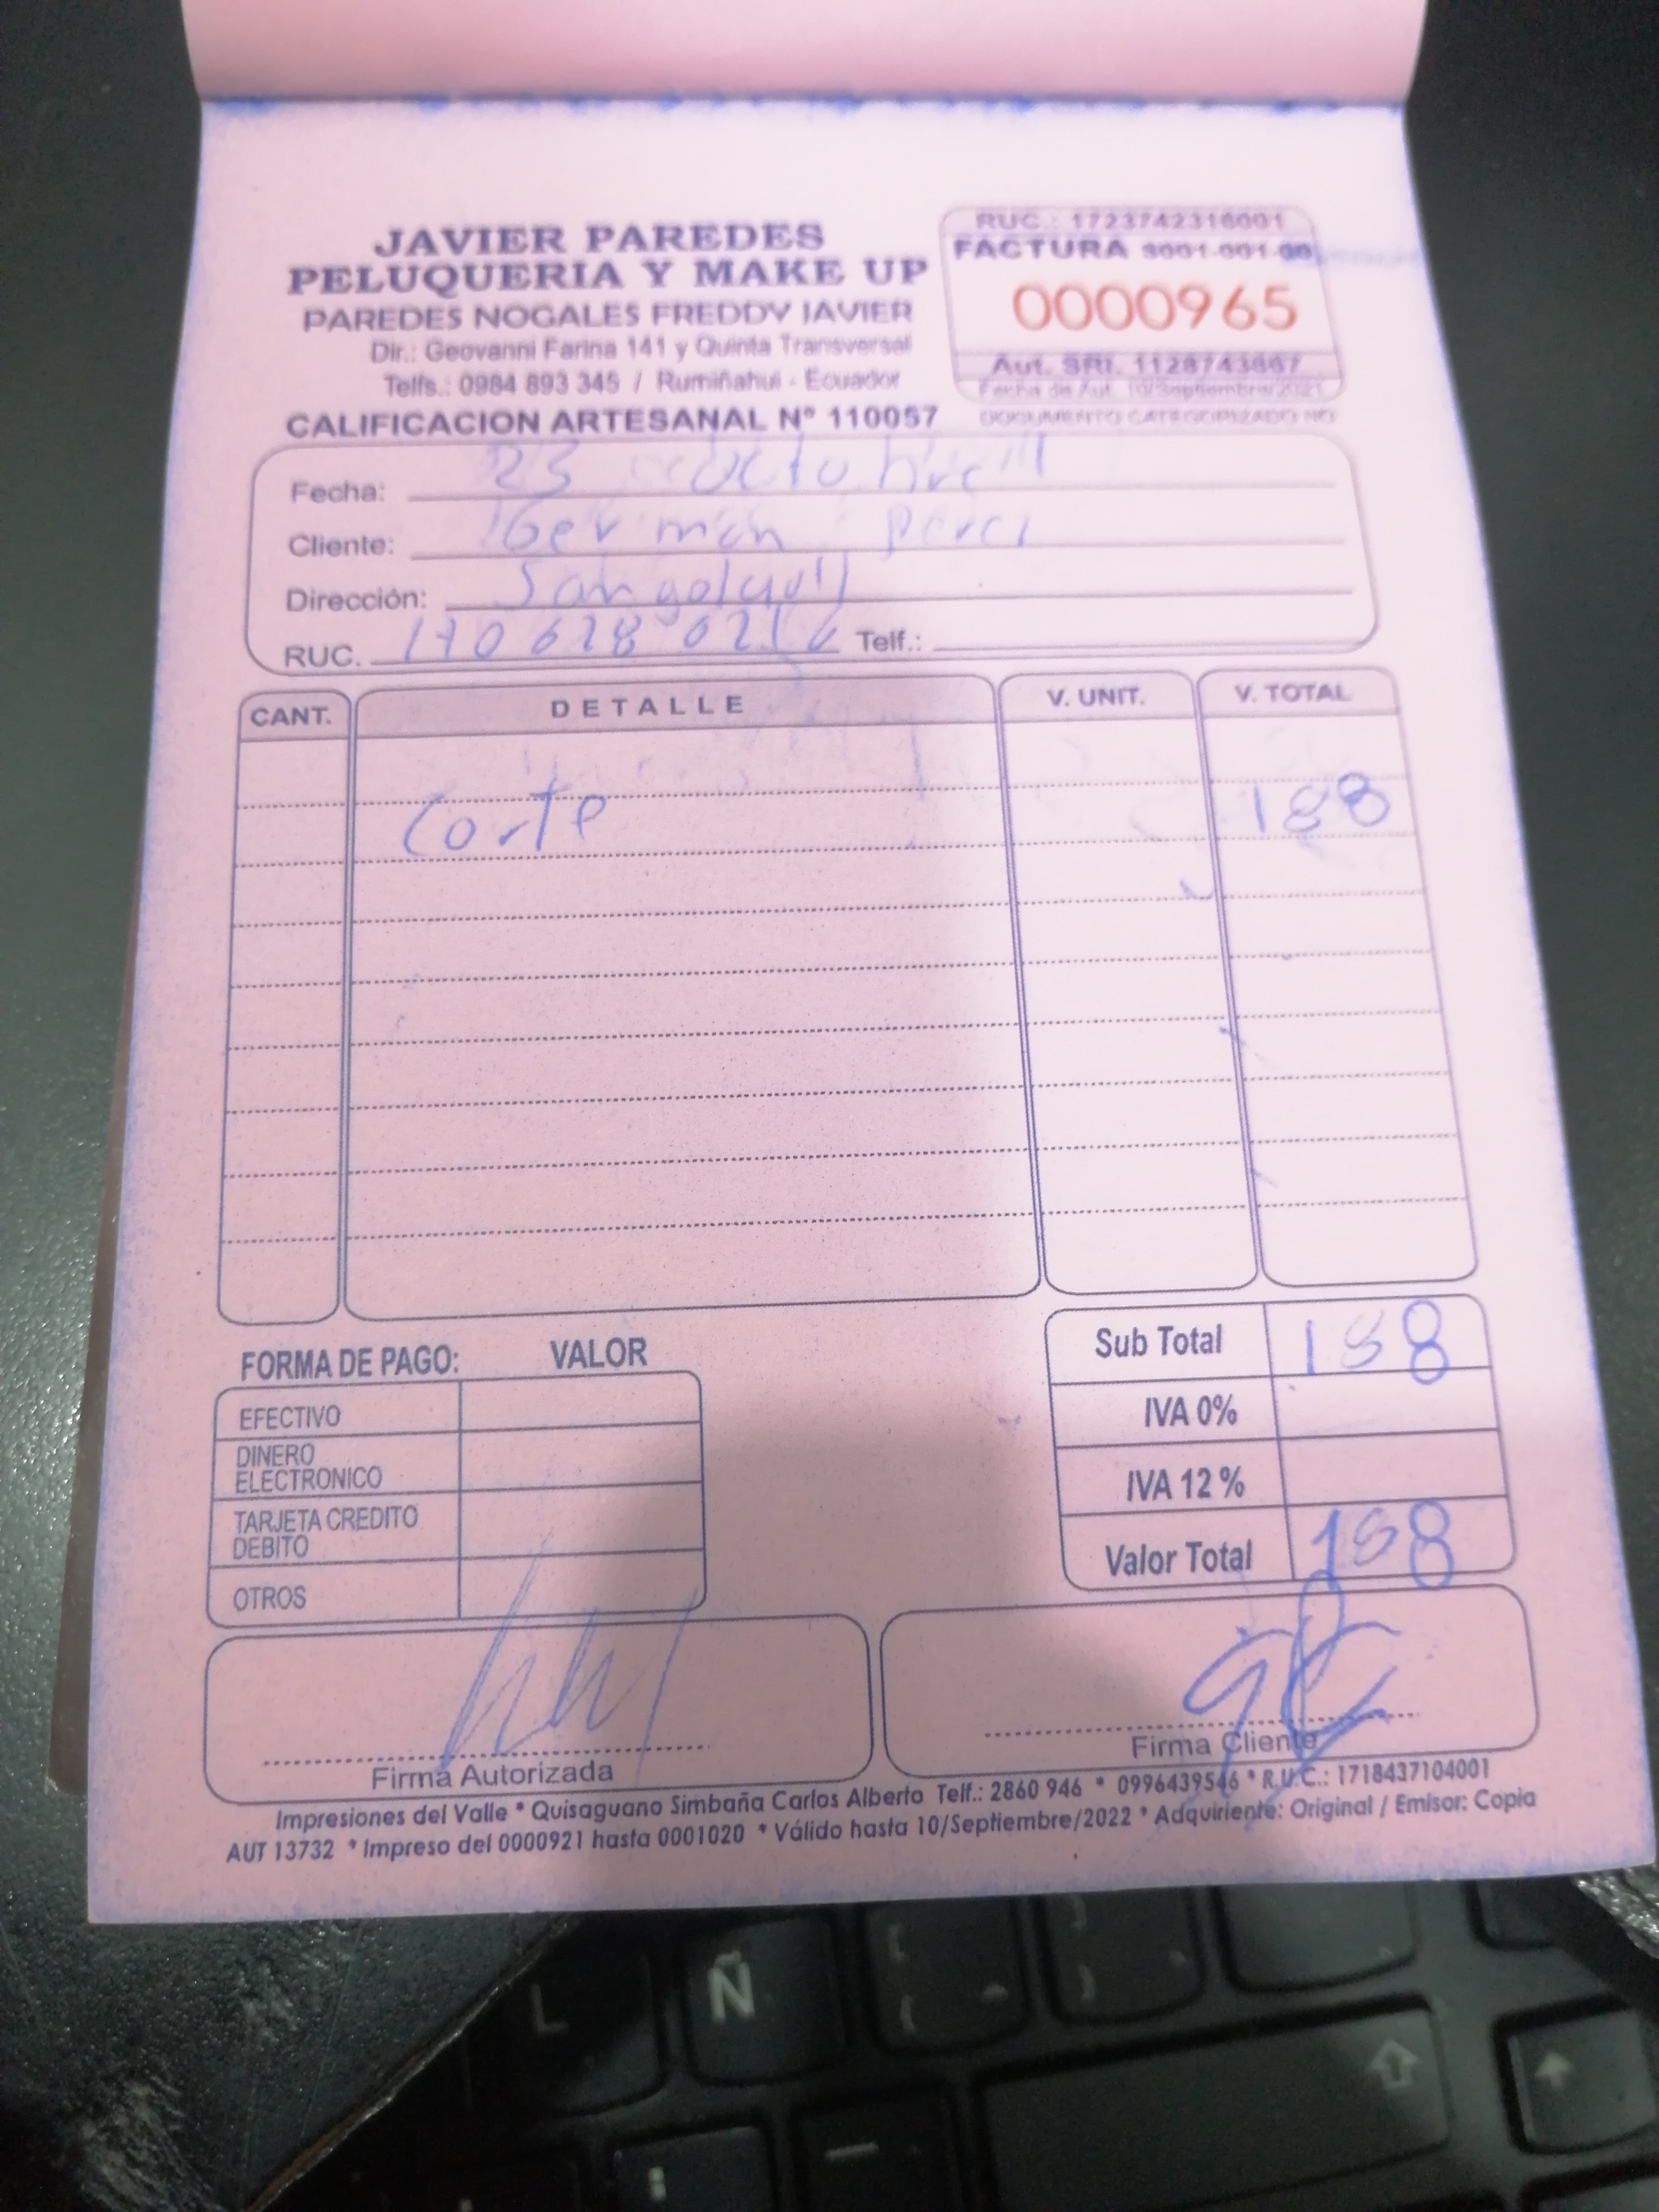 JAVIER PAREDES
PELUQUERIA Y MAKE UP
PAREDES NOGALES FREDDY JAVIER
Dir.: Geovanni Farina 141 y Quinta Transversal
Telfs.: 0984 893 345 / Rumiñahui - Ecuador
CALIFICACION ARTESANAL Nº 110057
RUC.: 1723742316001
FACTURA S001-001-00
0000965
Aut. SRI. 1128743667
Fecha de Aut. 10/Septiembre/2021
DOCUMENTO CATEGORIZADO NO
Fecha: 23 octubre
Cliente: German
Dirección: Sangolqui
RUC. Telf.:
CANT. DETALLE V. UNIT. V. TOTAL
Corte 188
Sub Total 188
IVA 0%
IVA 12 %
Valor Total 188
FORMA DE PAGO: VALOR
EFECTIVO
DINERO
ELECTRONICO
TARJETA CREDITO
DEBITO
OTROS
Firma Autorizada
Firma Cliente
Impresiones del Valle * Quisaguano Simbaña Carlos Alberto Telf.: 2860 946 * 0996439546 * R.U.C.: 1718437104001
AUT 13732 * Impreso del 0000921 hasta 0001020 * Válido hasta 10/Septiembre/2022 * Adquiriente: Original / Emisor: Copia
L Ñ